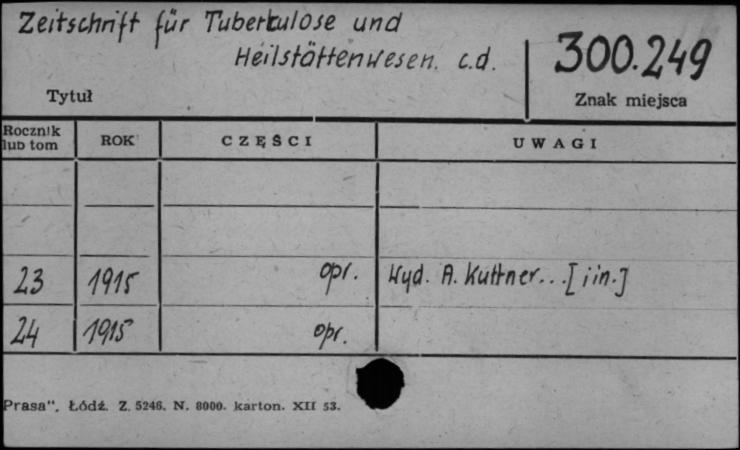 Zeitschrift für Tuberkulose und
Heilstättenwesen. c.d.
300.249
Tytuł
Znak miejsca
Rocznik lub tom ROK CZĘŚCI UWAGI
23 1915 opr. Wyd. A. Kuttner...[i in.]
24 1915 opr.
Prasa", Łódź. Z. 5246. N. 8000. karton. XII 53.